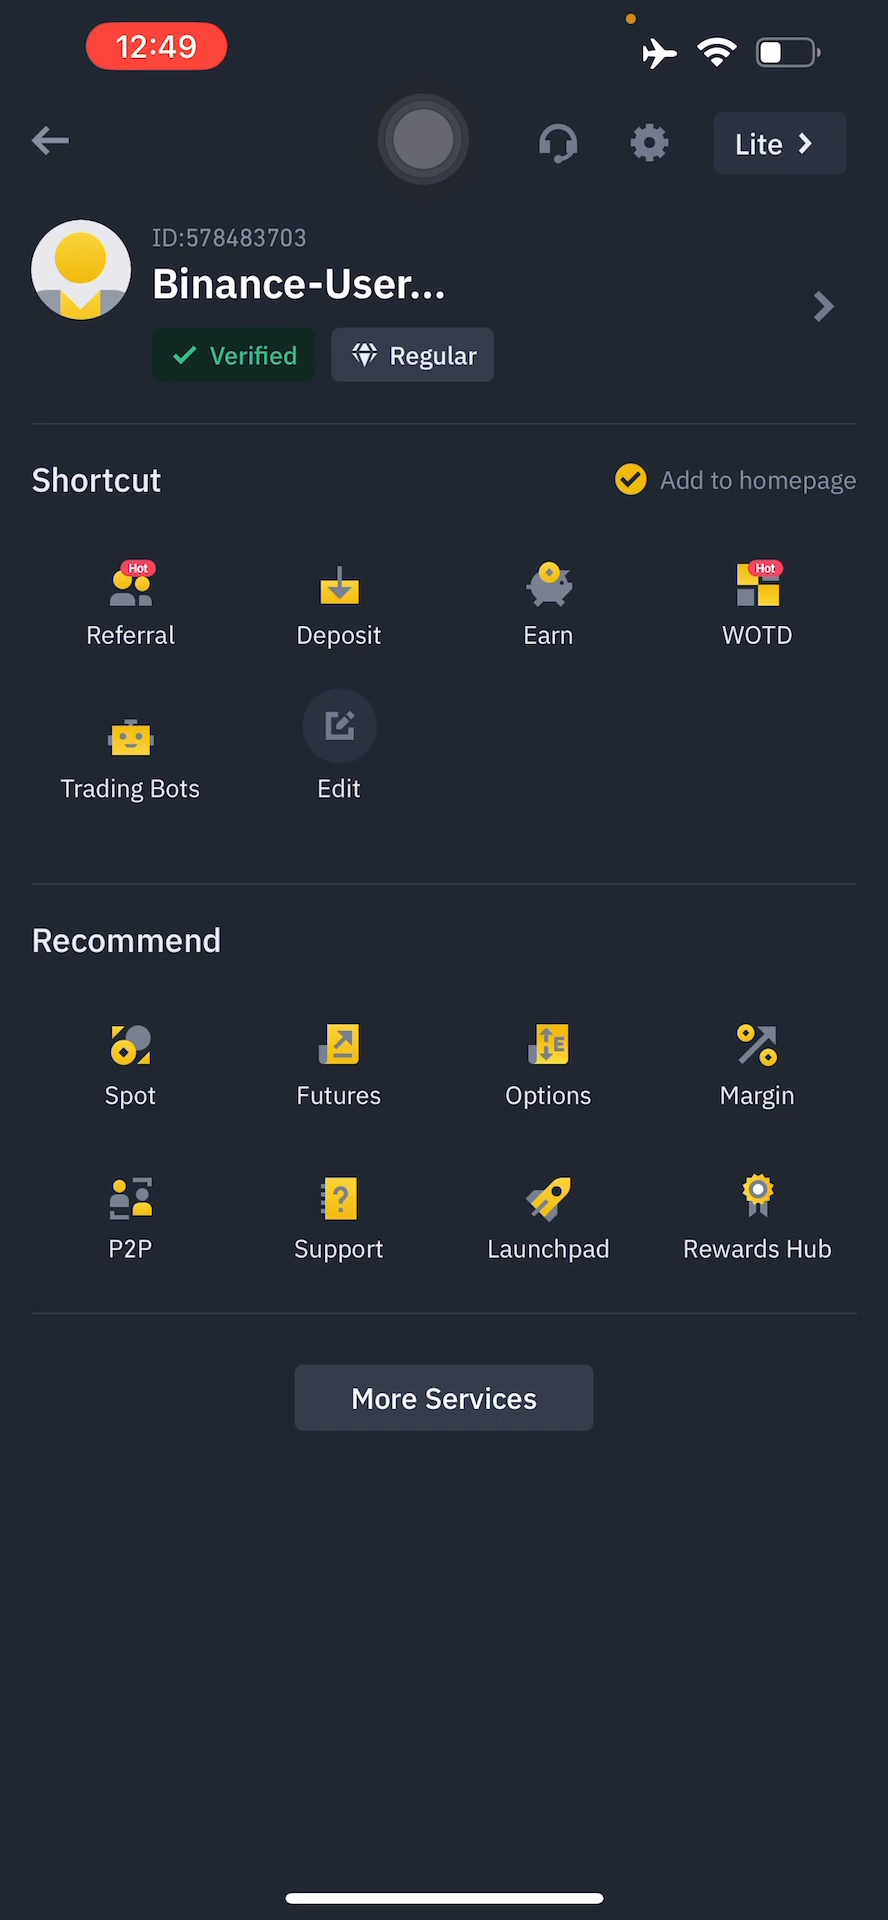 12:49
Lite
ID:578483703
Binance-User...
Verified
Regular
Shortcut
Add to homepage
Hot
Hot
Referral
Deposit
Earn
WOTD
Trading Bots
Edit
Recommend
E
Spot
Futures
Options
Margin
?
P2P
Support
Launchpad
Rewards Hub
More Services